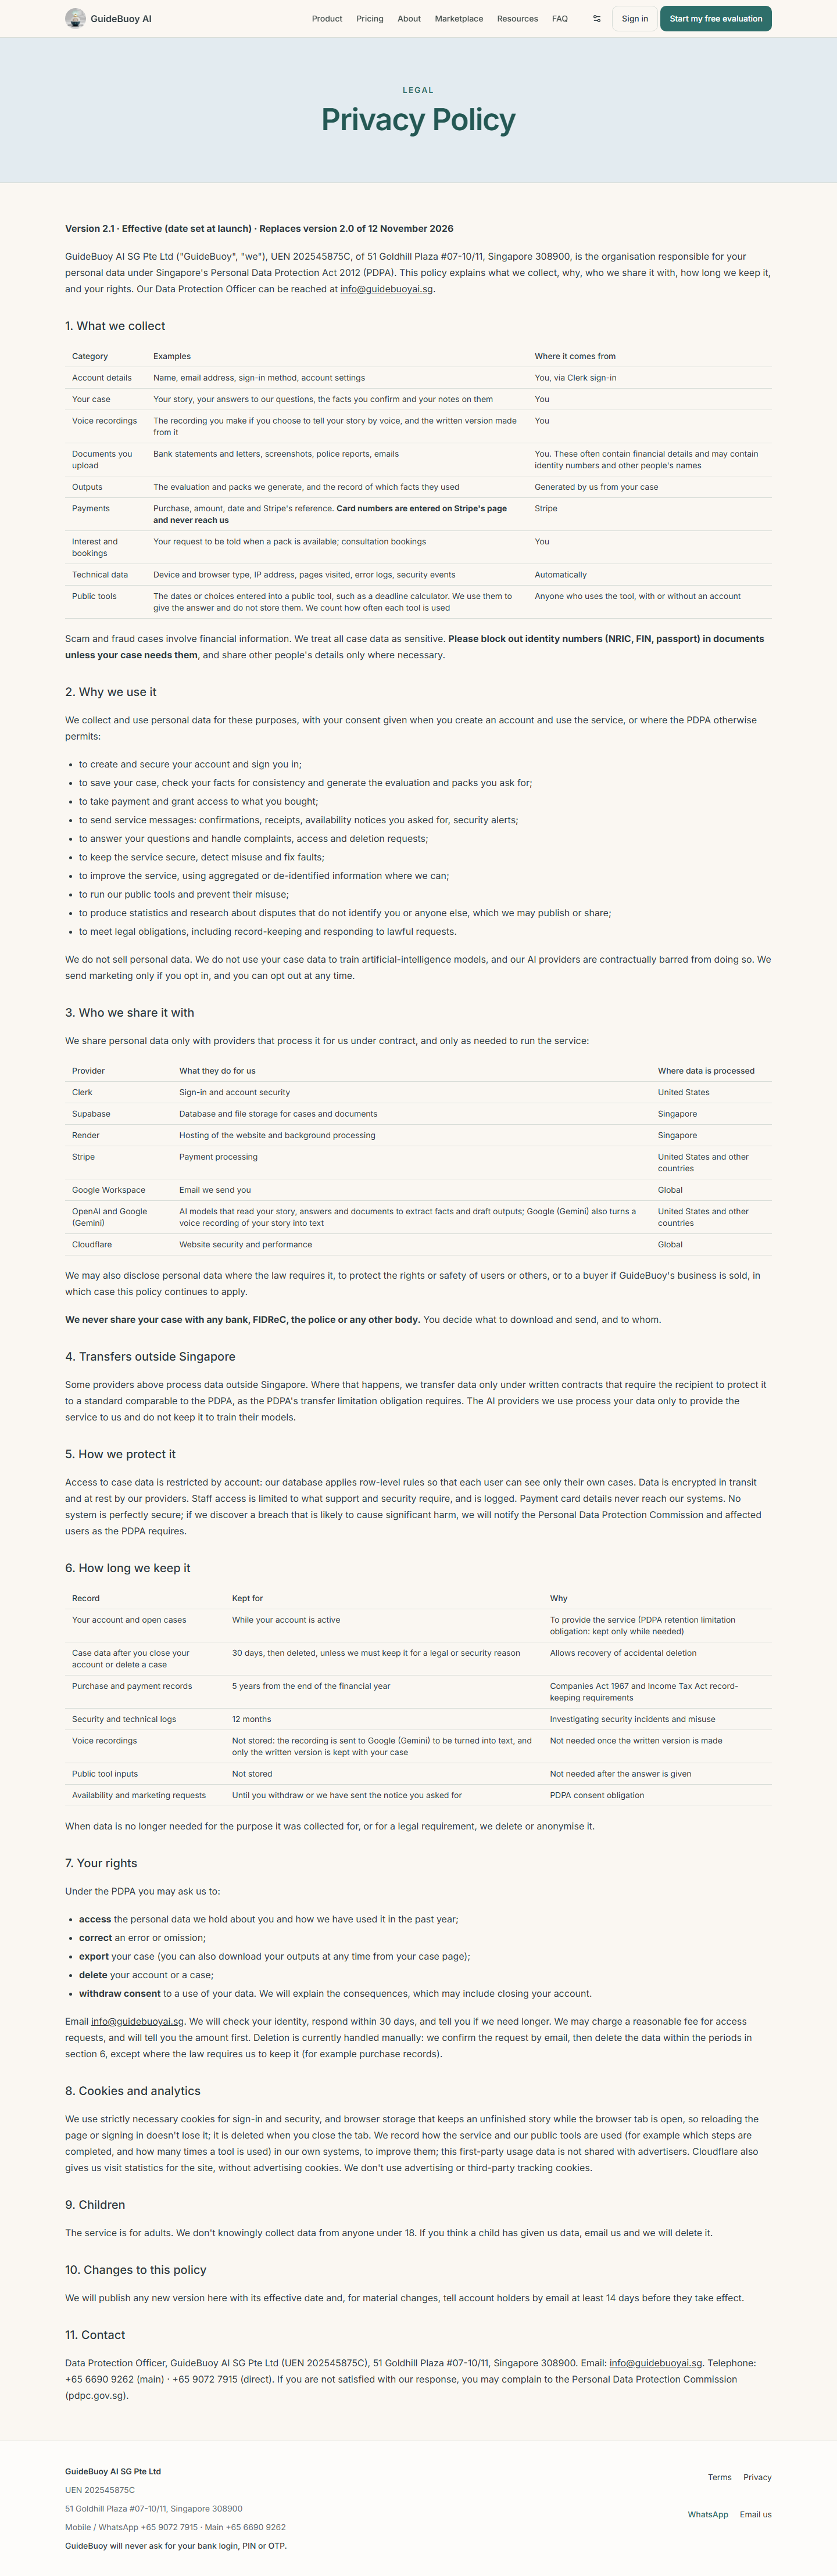 GuideBuoy AI
Product Pricing About Marketplace Resources FAQ Sign in Start my free evaluation
LEGAL
Privacy Policy
Version 2.1 · Effective (date set at launch) · Replaces version 2.0 of 12 November 2026
GuideBuoy AI SG Pte Ltd ("GuideBuoy", "we"), UEN 202545875C, of 51 Goldhill Plaza #07-10/11, Singapore 308900, is the organisation responsible for your
personal data under Singapore's Personal Data Protection Act 2012 (PDPA). This policy explains what we collect, why, who we share it with, how long we keep it,
and your rights. Our Data Protection Officer can be reached at info@guidebuoyai.sg.
1. What we collect
Category Examples Where it comes from
Account details Name, email address, sign-in method, account settings You, via Clerk sign-in
Your case Your story, your answers to our questions, the facts you confirm and your notes on them You
Voice recordings The recording you make if you choose to tell your story by voice, and the written version made You
from it
Documents you Bank statements and letters, screenshots, police reports, emails You. These often contain financial details and may contain
upload identity numbers and other people's names
Outputs The evaluation and packs we generate, and the record of which facts they used Generated by us from your case
Payments Purchase, amount, date and Stripe's reference. Card numbers are entered on Stripe's page Stripe
and never reach us
Interest and Your request to be told when a pack is available; consultation bookings You
bookings
Technical data Device and browser type, IP address, pages visited, error logs, security events Automatically
Public tools The dates or choices entered into a public tool, such as a deadline calculator. We use them to Anyone who uses the tool, with or without an account
give the answer and do not store them. We count how often each tool is used
Scam and fraud cases involve financial information. We treat all case data as sensitive. Please block out identity numbers (NRIC, FIN, passport) in documents
unless your case needs them, and share other people's details only where necessary.
2. Why we use it
We collect and use personal data for these purposes, with your consent given when you create an account and use the service, or where the PDPA otherwise
permits:
• to create and secure your account and sign you in;
• to save your case, check your facts for consistency and generate the evaluation and packs you ask for;
• to take payment and grant access to what you bought;
• to send service messages: confirmations, receipts, availability notices you asked for, security alerts;
• to answer your questions and handle complaints, access and deletion requests;
• to keep the service secure, detect misuse and fix faults;
• to improve the service, using aggregated or de-identified information where we can;
• to run our public tools and prevent their misuse;
• to produce statistics and research about disputes that do not identify you or anyone else, which we may publish or share;
• to meet legal obligations, including record-keeping and responding to lawful requests.
We do not sell personal data. We do not use your case data to train artificial-intelligence models, and our AI providers are contractually barred from doing so. We
send marketing only if you opt in, and you can opt out at any time.
3. Who we share it with
We share personal data only with providers that process it for us under contract, and only as needed to run the service:
Provider What they do for us Where data is processed
Clerk Sign-in and account security United States
Supabase Database and file storage for cases and documents Singapore
Render Hosting of the website and background processing Singapore
Stripe Payment processing United States and other
countries
Google Workspace Email we send you Global
OpenAI and Google AI models that read your story, answers and documents to extract facts and draft outputs; Google (Gemini) also turns a United States and other
(Gemini) voice recording of your story into text countries
Cloudflare Website security and performance Global
We may also disclose personal data where the law requires it, to protect the rights or safety of users or others, or to a buyer if GuideBuoy's business is sold, in
which case this policy continues to apply.
We never share your case with any bank, FIDReC, the police or any other body. You decide what to download and send, and to whom.
4. Transfers outside Singapore
Some providers above process data outside Singapore. Where that happens, we transfer data only under written contracts that require the recipient to protect it
to a standard comparable to the PDPA, as the PDPA's transfer limitation obligation requires. The AI providers we use process your data only to provide the
service to us and do not keep it to train their models.
5. How we protect it
Access to case data is restricted by account: our database applies row-level rules so that each user can see only their own cases. Data is encrypted in transit
and at rest by our providers. Staff access is limited to what support and security require, and is logged. Payment card details never reach our systems. No
system is perfectly secure; if we discover a breach that is likely to cause significant harm, we will notify the Personal Data Protection Commission and affected
users as the PDPA requires.
6. How long we keep it
Record Kept for Why
Your account and open cases While your account is active To provide the service (PDPA retention limitation
obligation: kept only while needed)
Case data after you close your 30 days, then deleted, unless we must keep it for a legal or security reason Allows recovery of accidental deletion
account or delete a case
Purchase and payment records 5 years from the end of the financial year Companies Act 1967 and Income Tax Act record-
keeping requirements
Security and technical logs 12 months Investigating security incidents and misuse
Voice recordings Not stored: the recording is sent to Google (Gemini) to be turned into text, and Not needed once the written version is made
only the written version is kept with your case
Public tool inputs Not stored Not needed after the answer is given
Availability and marketing requests Until you withdraw or we have sent the notice you asked for PDPA consent obligation
When data is no longer needed for the purpose it was collected for, or for a legal requirement, we delete or anonymise it.
7. Your rights
Under the PDPA you may ask us to:
• access the personal data we hold about you and how we have used it in the past year;
• correct an error or omission;
• export your case (you can also download your outputs at any time from your case page);
• delete your account or a case;
• withdraw consent to a use of your data. We will explain the consequences, which may include closing your account.
Email info@guidebuoyai.sg. We will check your identity, respond within 30 days, and tell you if we need longer. We may charge a reasonable fee for access
requests, and will tell you the amount first. Deletion is currently handled manually: we confirm the request by email, then delete the data within the periods in
section 6, except where the law requires us to keep it (for example purchase records).
8. Cookies and analytics
We use strictly necessary cookies for sign-in and security, and browser storage that keeps an unfinished story while the browser tab is open, so reloading the
page or signing in doesn't lose it; it is deleted when you close the tab. We record how the service and our public tools are used (for example which steps are
completed, and how many times a tool is used) in our own systems, to improve them; this first-party usage data is not shared with advertisers. Cloudflare also
gives us visit statistics for the site, without advertising cookies. We don't use advertising or third-party tracking cookies.
9. Children
The service is for adults. We don't knowingly collect data from anyone under 18. If you think a child has given us data, email us and we will delete it.
10. Changes to this policy
We will publish any new version here with its effective date and, for material changes, tell account holders by email at least 14 days before they take effect.
11. Contact
Data Protection Officer, GuideBuoy AI SG Pte Ltd (UEN 202545875C), 51 Goldhill Plaza #07-10/11, Singapore 308900. Email: info@guidebuoyai.sg. Telephone:
+65 6690 9262 (main) · +65 9072 7915 (direct). If you are not satisfied with our response, you may complain to the Personal Data Protection Commission
(pdpc.gov.sg).
GuideBuoy AI SG Pte Ltd
UEN 202545875C
51 Goldhill Plaza #07-10/11, Singapore 308900
Mobile / WhatsApp +65 9072 7915 · Main +65 6690 9262
GuideBuoy will never ask for your bank login, PIN or OTP.
Terms Privacy
WhatsApp Email us